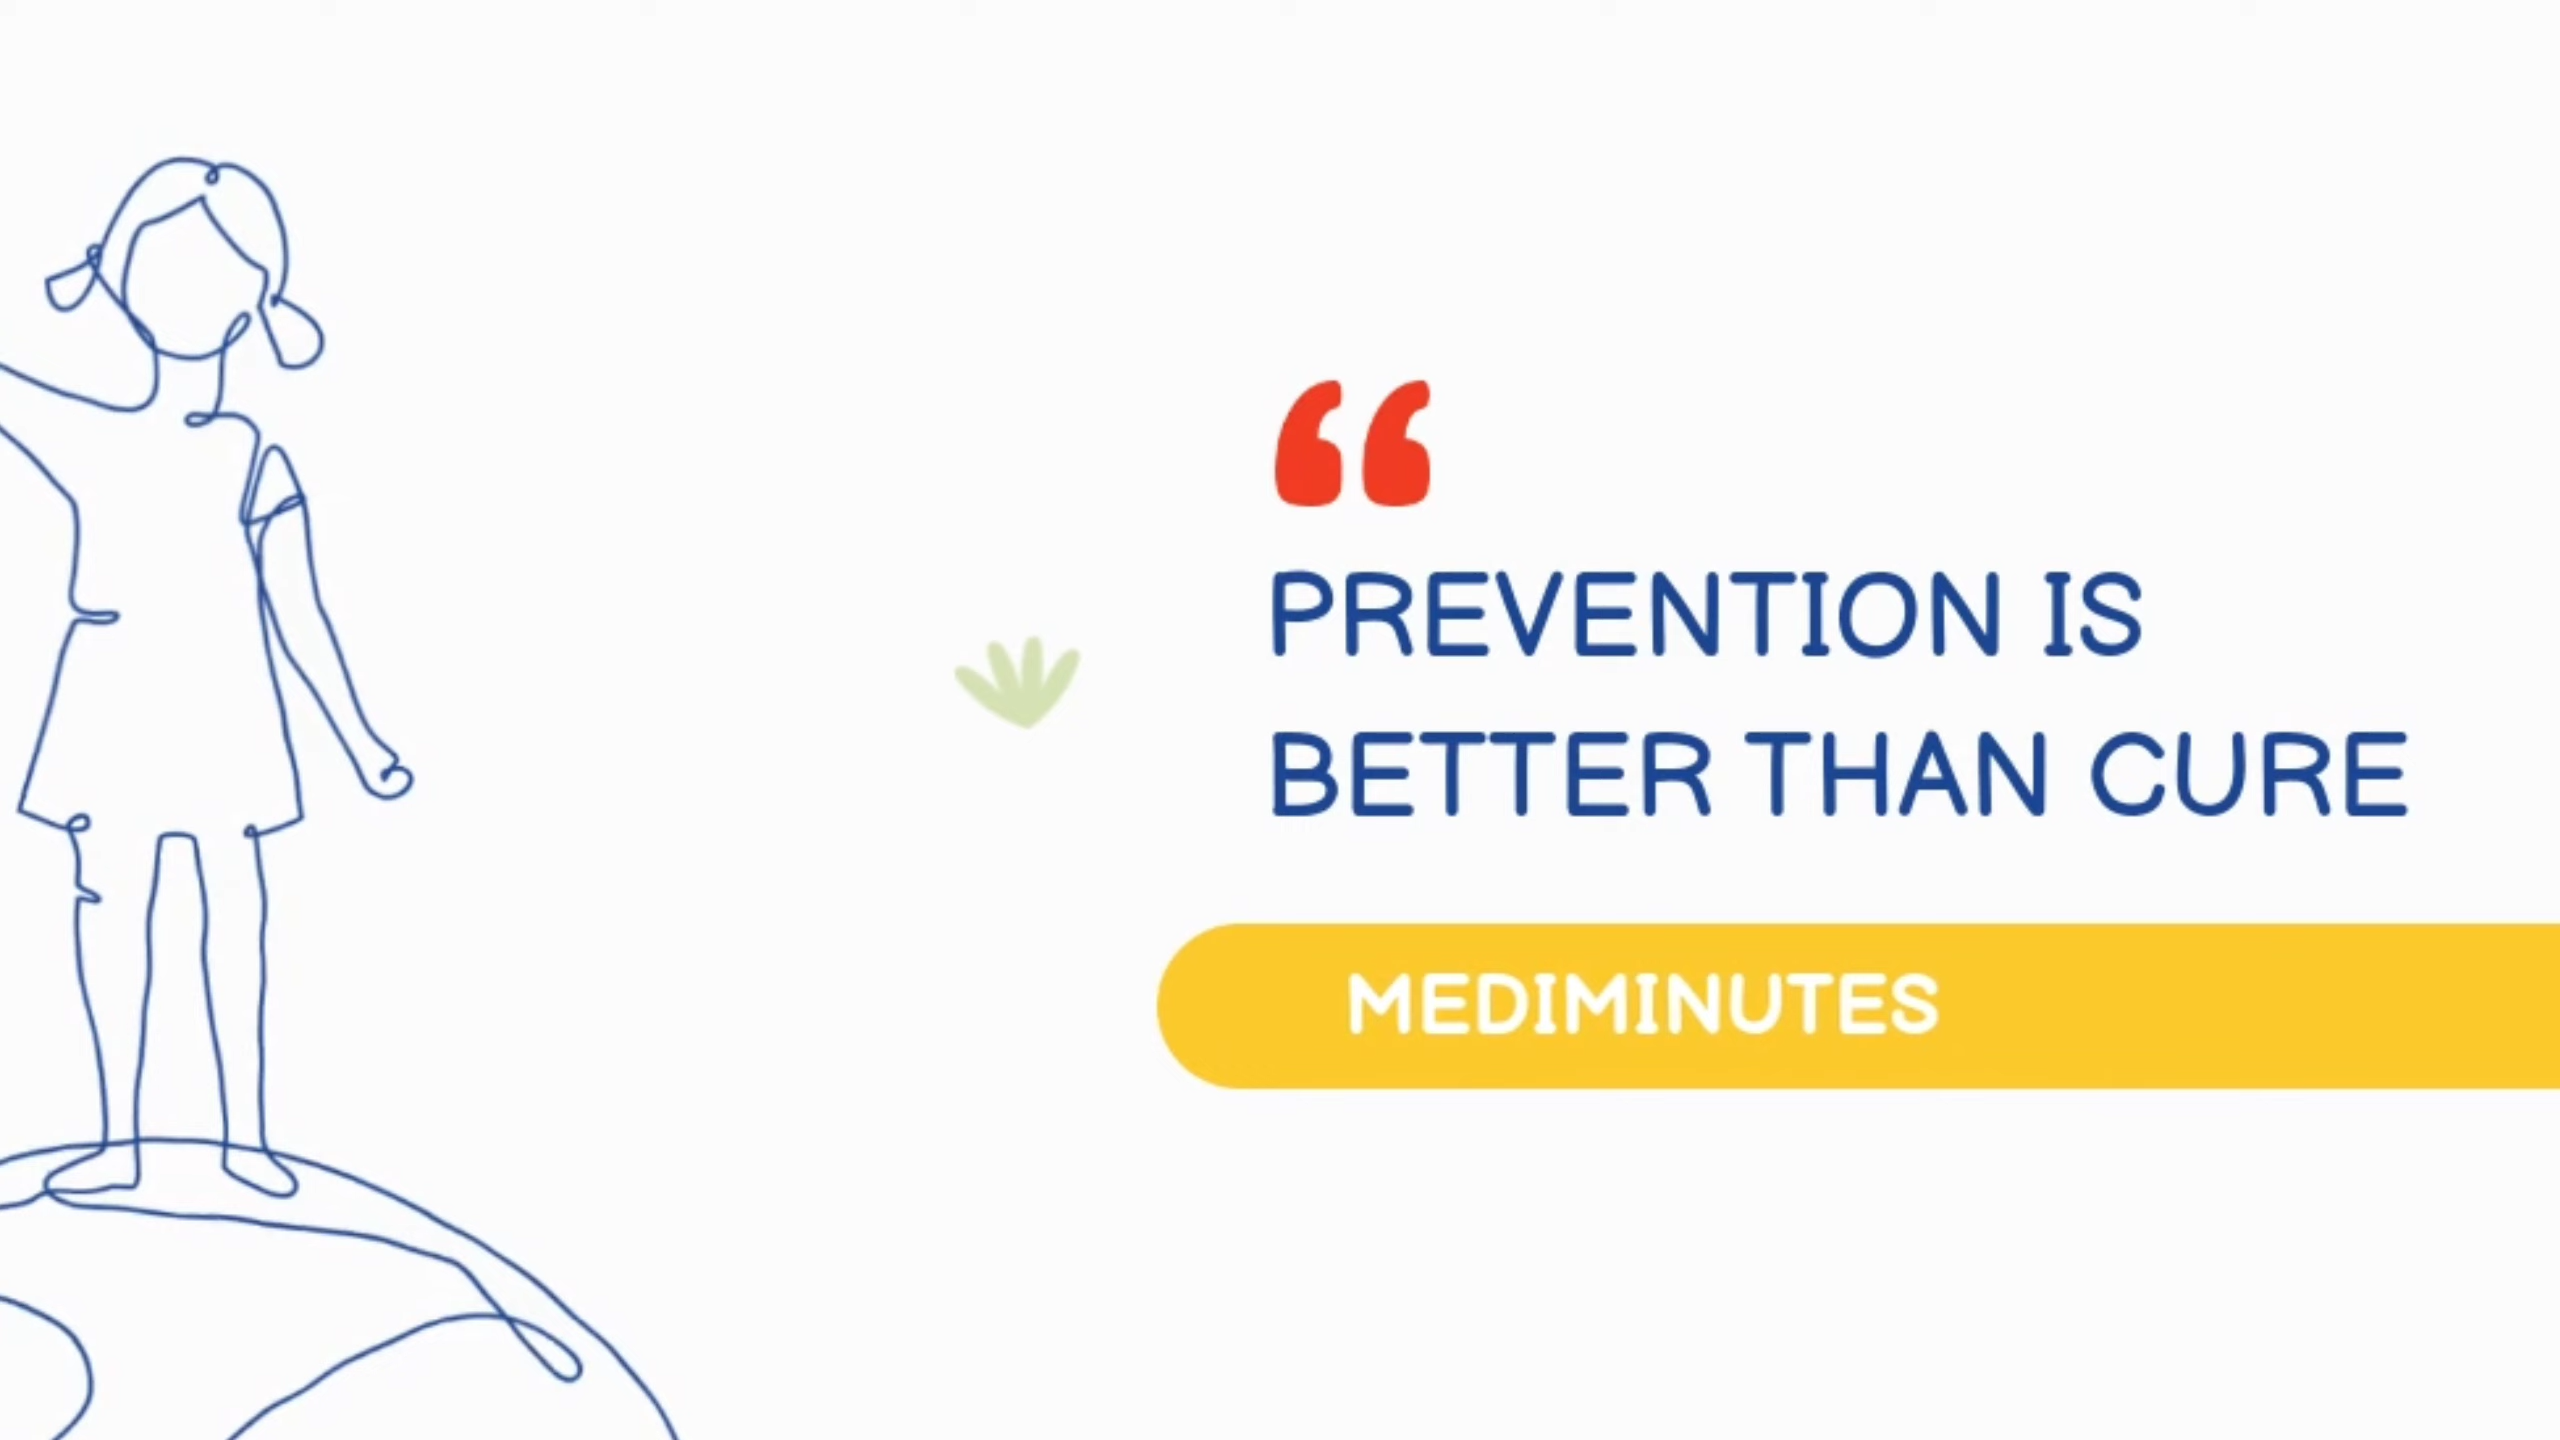 “
PREVENTION IS
BETTER THAN CURE
MEDIMINUTES